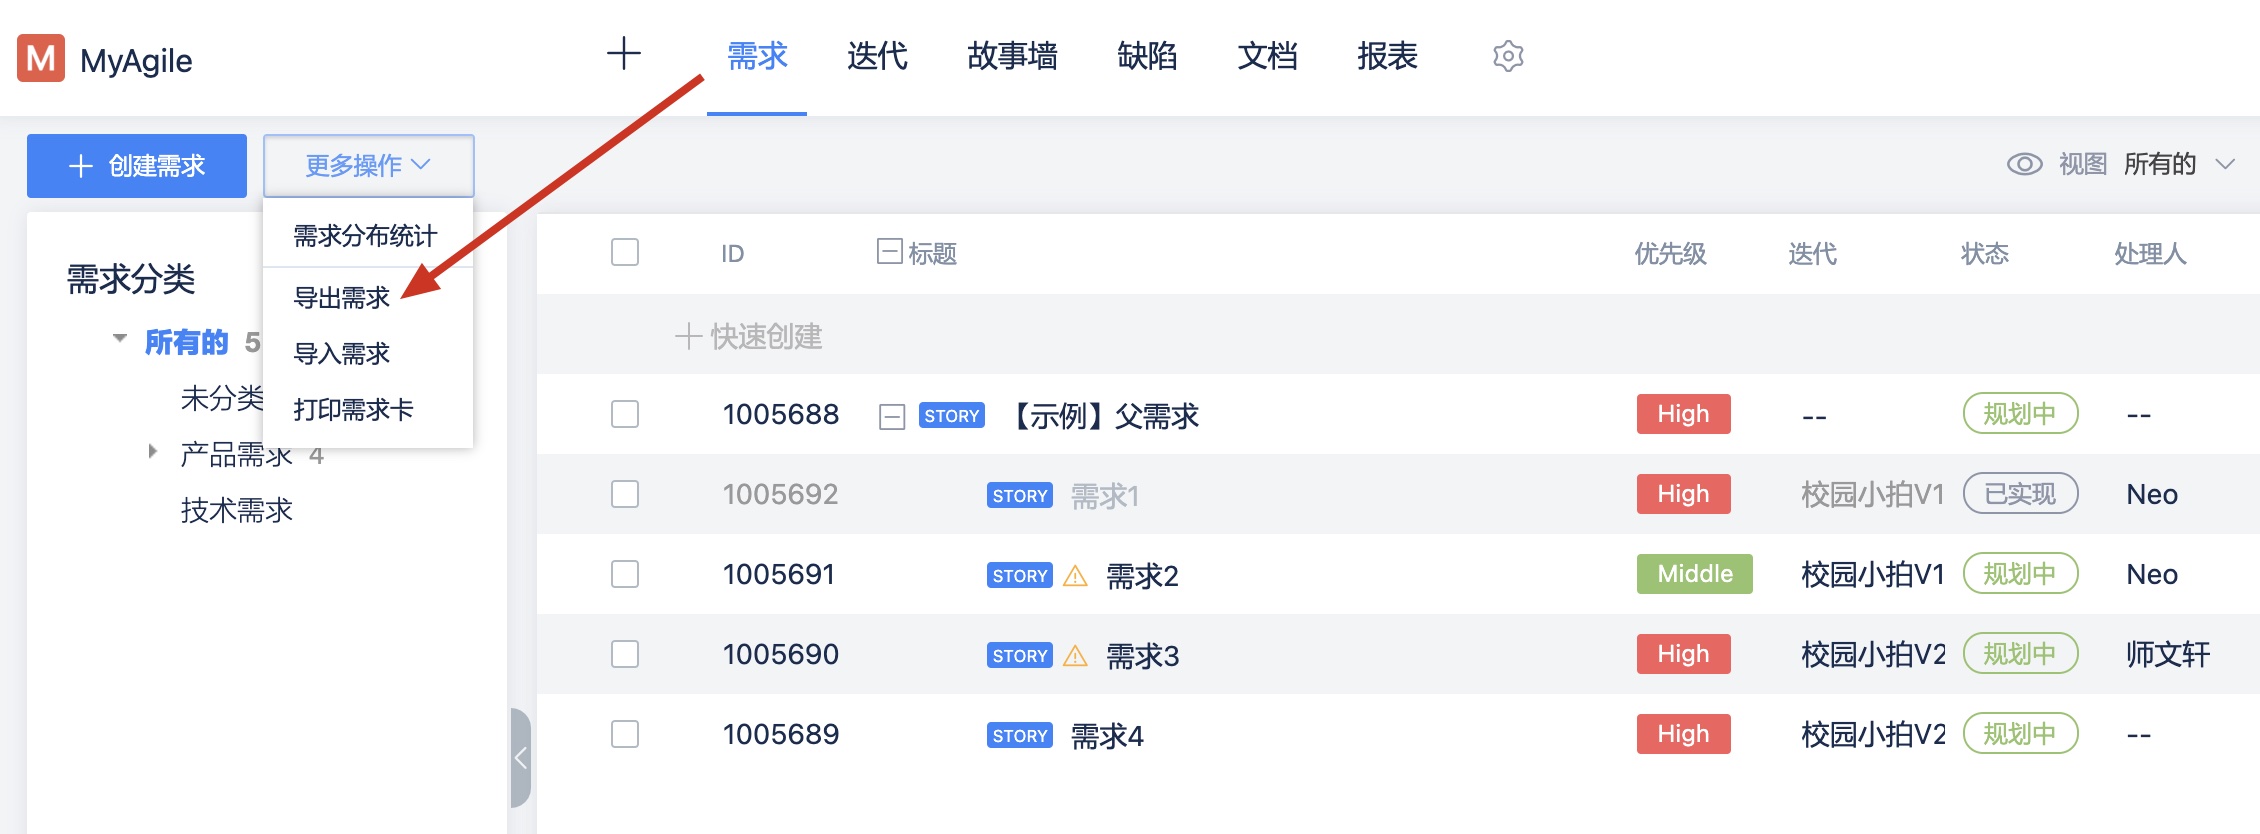 M MyAgile
需求 迭代 故事墙 缺陷 文档 报表
创建需求 更多操作
视图 所有的
需求分布统计
导出需求
导入需求
打印需求卡
需求分类
所有的 5
未分类
产品需求 4
技术需求
ID 标题 优先级 迭代 状态 处理人
快速创建
1005688 STORY 【示例】父需求 High -- 规划中 --
1005692 STORY 需求1 High 校园小拍V1 已实现 Neo
1005691 STORY 需求2 Middle 校园小拍V1 规划中 Neo
1005690 STORY 需求3 High 校园小拍V2 规划中 师文轩
1005689 STORY 需求4 High 校园小拍V2 规划中 --